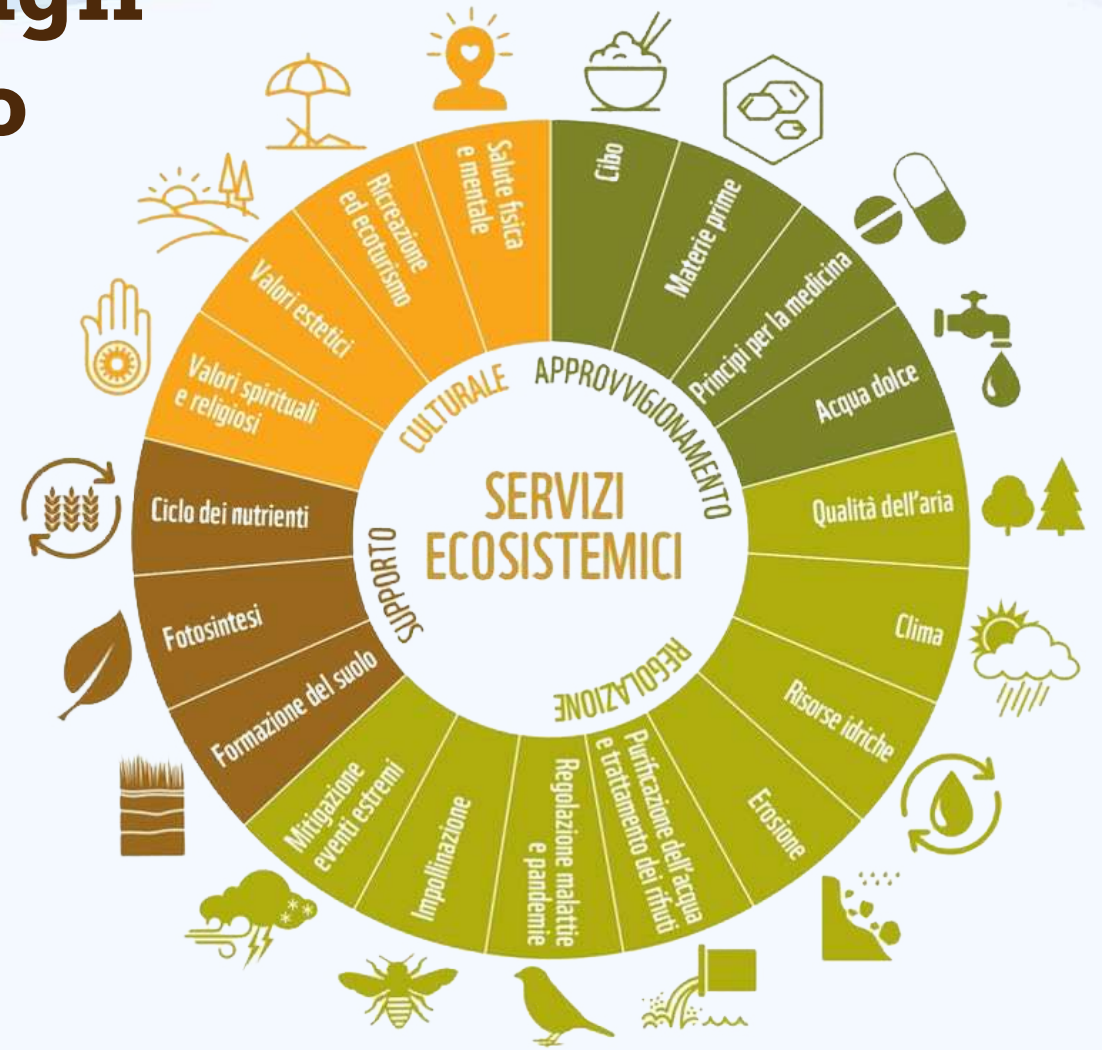 SERVIZI
ECOSISTEMICI
APPROVVIGIONAMENTO
Cibo
Materie prime
Principi per la medicina
Acqua dolce
REGOLAZIONE
Qualità dell'aria
Clima
Risorse idriche
Erosione
Purificazione dell'acqua
e trattamento dei rifiuti
Regolazione malattie
e pandemie
Impollinazione
Mitigazione
eventi estremi
SUPPORTO
Formazione del suolo
Fotosintesi
Ciclo dei nutrienti
CULTURALE
Valori spirituali
e religiosi
Valori estetici
Ricreazione
ed ecoturismo
Salute fisica
e mentale